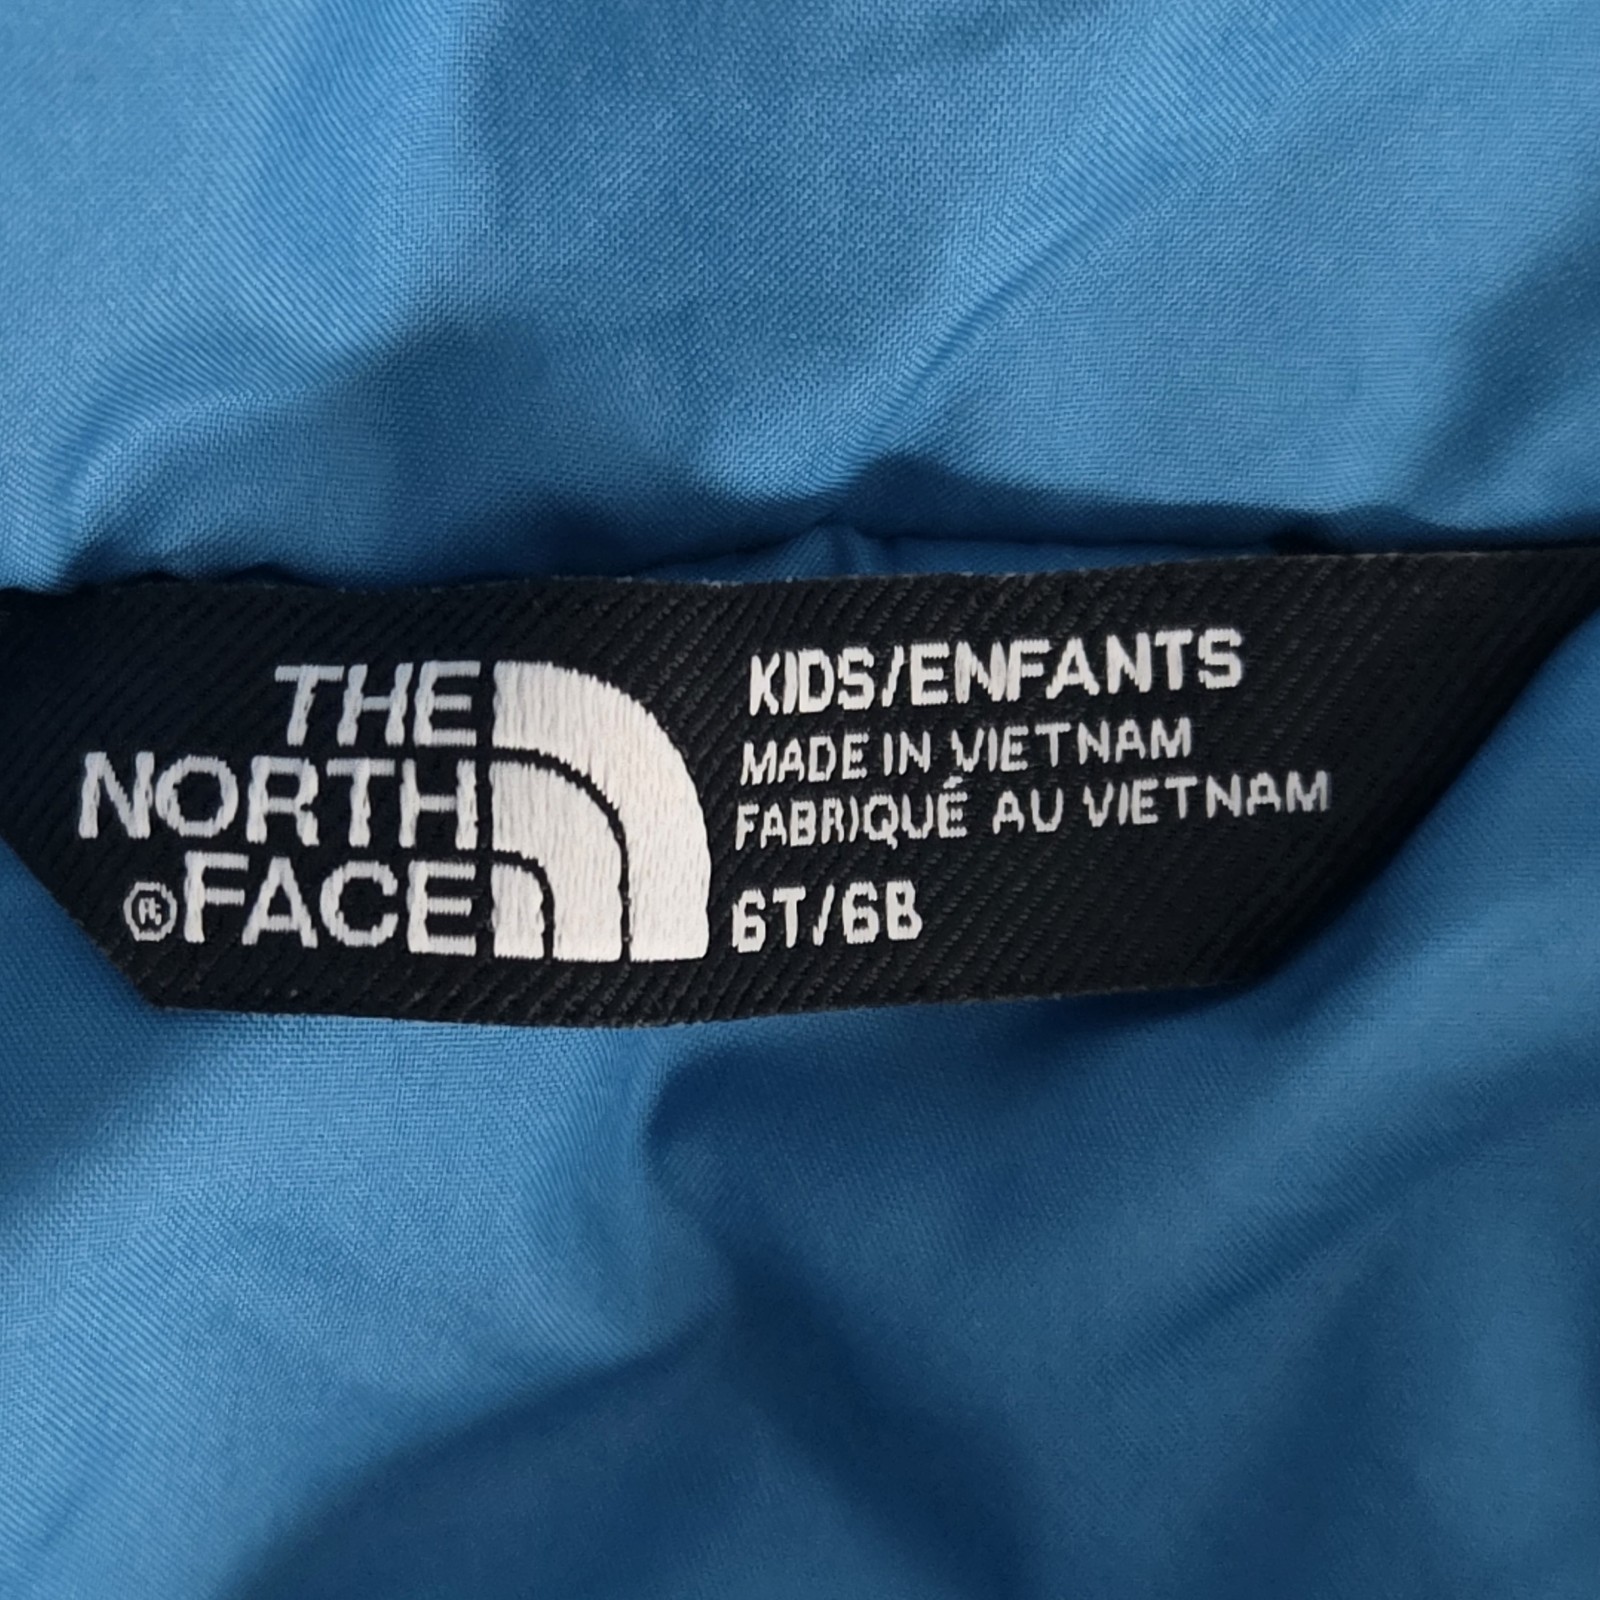 THE
NORTH
®FACE
KIDS/ENFANTS
MADE IN VIETNAM
FABRIQUÉ AU VIETNAM
6T/6B